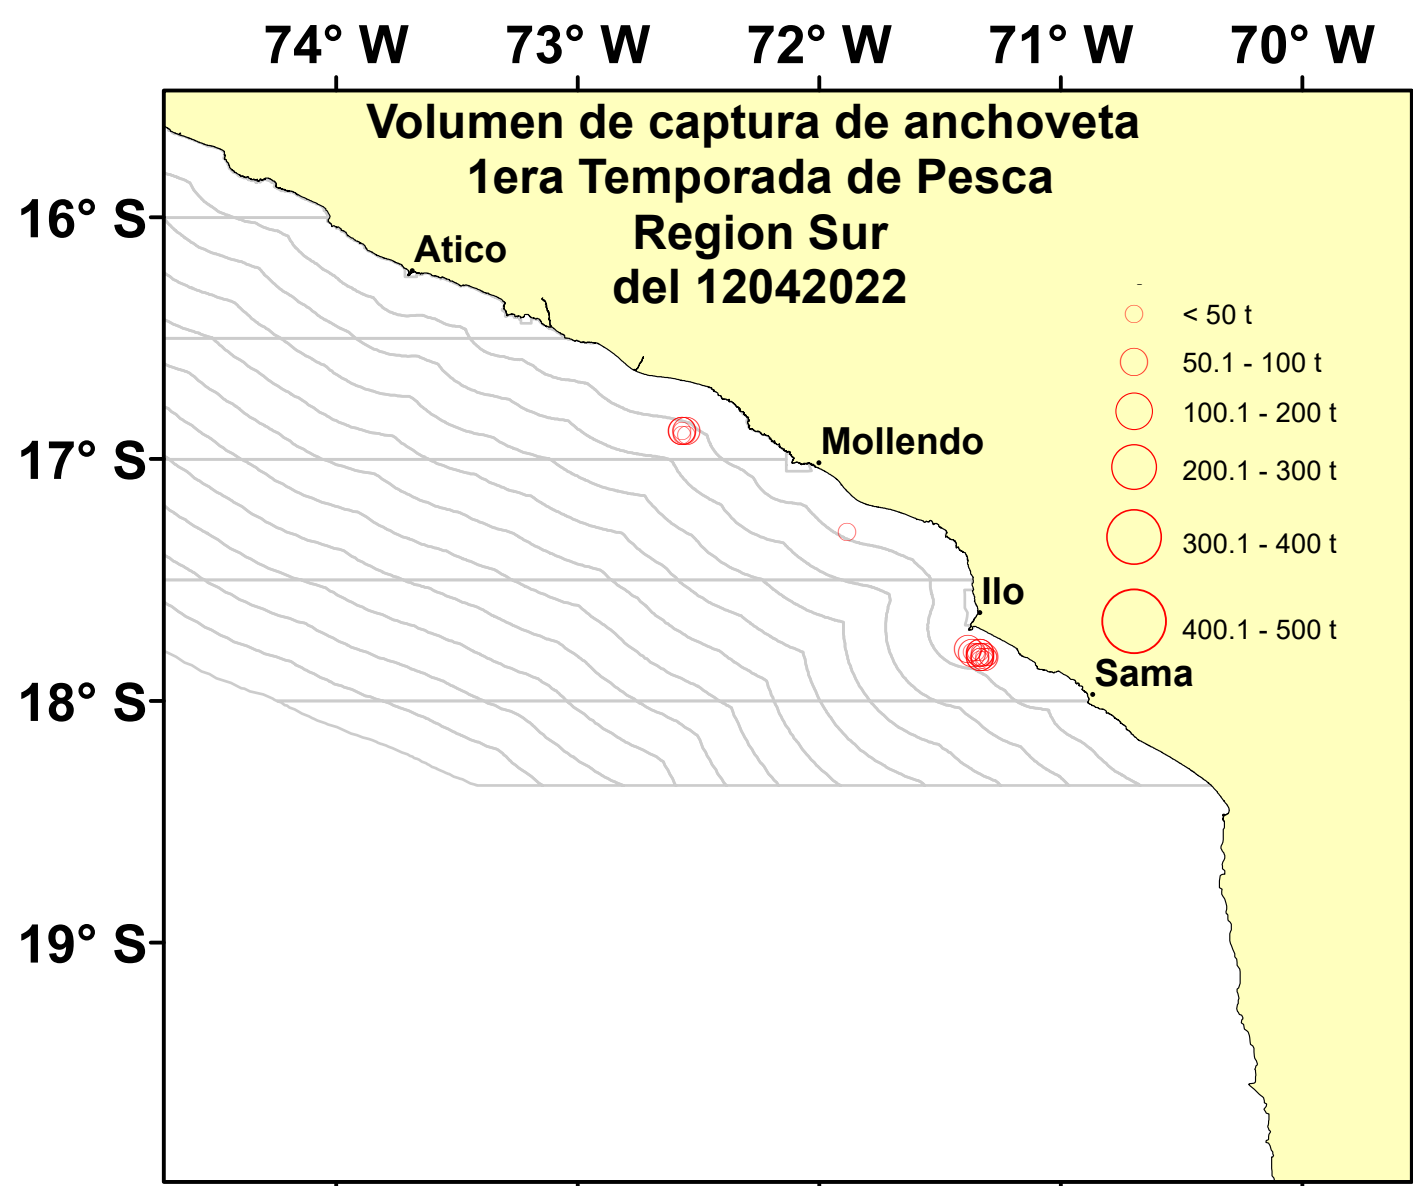 74° W 73° W 72° W 71° W 70° W
Volumen de captura de anchoveta
1era Temporada de Pesca
Region Sur
del 12042022
16° S
17° S
18° S
19° S
Atico
Mollendo
Ilo
Sama
-
< 50 t
50.1 - 100 t
100.1 - 200 t
200.1 - 300 t
300.1 - 400 t
400.1 - 500 t